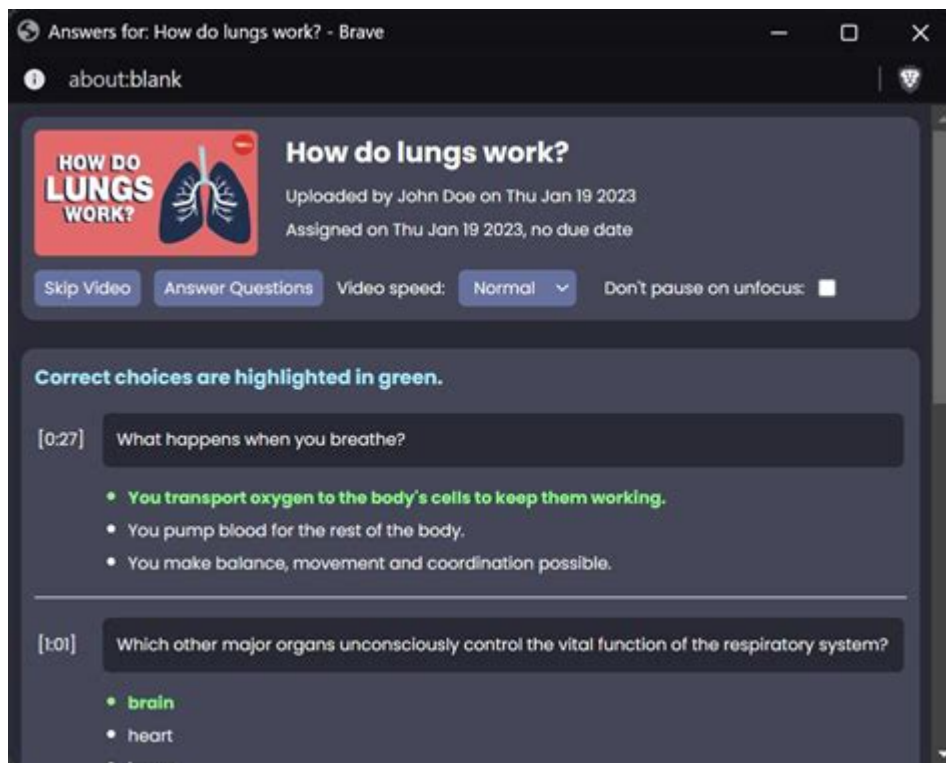 Answers for: How do lungs work? - Brave
about:blank
HOW DO
LUNGS
WORK?
How do lungs work?
Uploaded by John Doe on Thu Jan 19 2023
Assigned on Thu Jan 19 2023, no due date
Skip Video Answer Questions Video speed: Normal Don't pause on unfocus:
Correct choices are highlighted in green.
[0:27] What happens when you breathe?
• You transport oxygen to the body's cells to keep them working.
• You pump blood for the rest of the body.
• You make balance, movement and coordination possible.
[1:01] Which other major organs unconsciously control the vital function of the respiratory system?
• brain
• heart